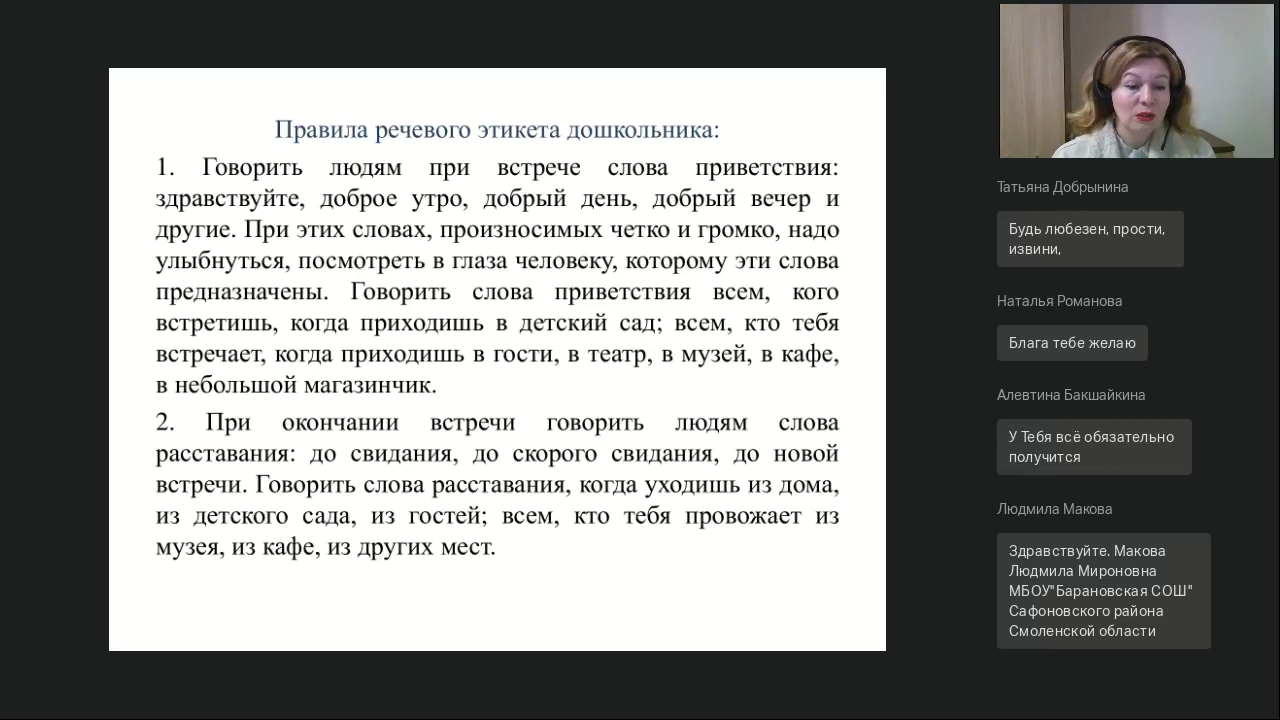 Правила речевого этикета дошкольника:
1. Говорить людям при встрече слова приветствия:
здравствуйте, доброе утро, добрый день, добрый вечер и
другие. При этих словах, произносимых четко и громко, надо
улыбнуться, посмотреть в глаза человеку, которому эти слова
предназначены. Говорить слова приветствия всем, кого
встретишь, когда приходишь в детский сад; всем, кто тебя
встречает, когда приходишь в гости, в театр, в музей, в кафе,
в небольшой магазинчик.
2. При окончании встречи говорить людям слова
расставания: до свидания, до скорого свидания, до новой
встречи. Говорить слова расставания, когда уходишь из дома,
из детского сада, из гостей; всем, кто тебя провожает из
музея, из кафе, из других мест.
Татьяна Добрынина
Будь любезен, прости,
извини,
Наталья Романова
Блага тебе желаю
Алевтина Бакшайкина
У Тебя всё обязательно
получится
Людмила Макова
Здравствуйте. Макова
Людмила Мироновна
МБОУ"Барановская СОШ"
Сафоновского района
Смоленской области